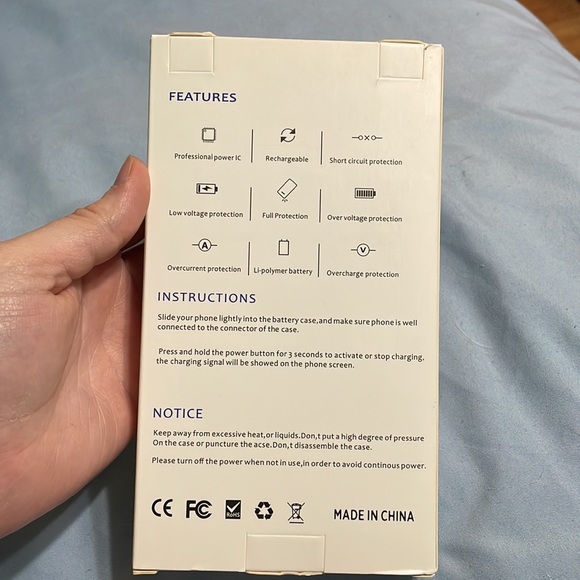 FEATURES
Professional power IC
Rechargeable
Short circuit protection
Low voltage protection
Full Protection
Over voltage protection
A
V
Overcurrent protection
Li-polymer battery
Overcharge protection
INSTRUCTIONS
Slide your phone lightly into the battery case,and make sure phone is well
connected to the connector of the case.
Press and hold the power button for 3 seconds to activate or stop charging,
the charging signal will be showed on the phone screen.
NOTICE
Keep away from excessive heat,or liquids.Don,t put a high degree of pressure
On the case or puncture the acse.Don,t disassemble the case.
Please turn off the power when not in use,in order to avoid continous power.
CE FC RoHS MADE IN CHINA